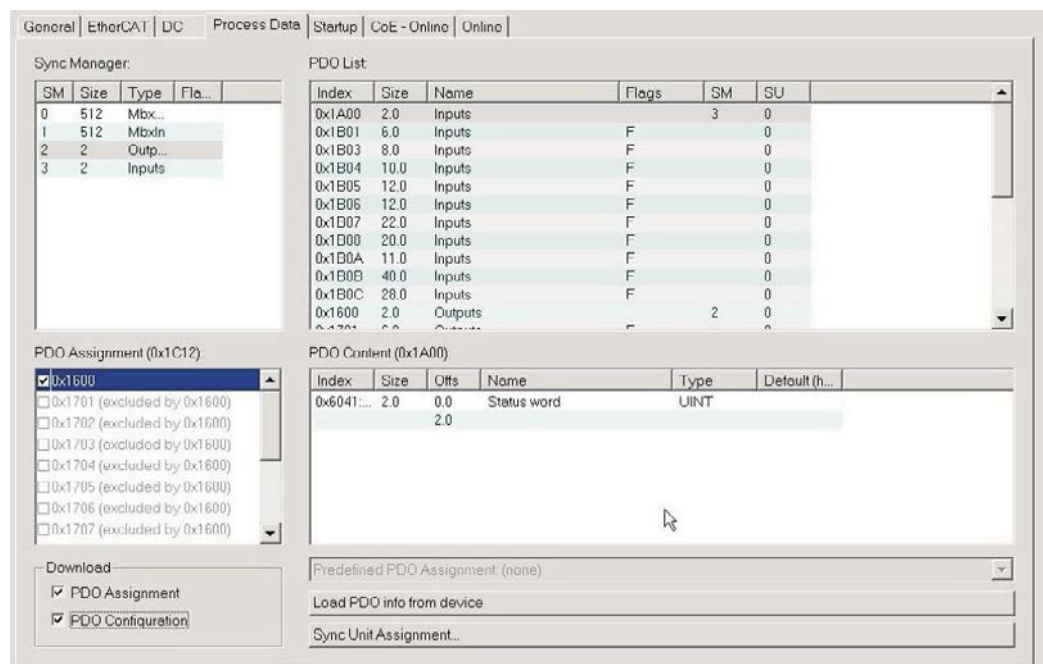 General EtherCAT DC Process Data Startup CoE - Online Online
Sync Manager:
SM Size Type Fla...
0 512 Mbx...
1 512 MbxIn
2 2 Outp...
3 2 Inputs
PDO List:
Index Size Name Flags SM SU
0x1A00 2.0 Inputs 3 0
0x1B01 6.0 Inputs F 0
0x1B03 8.0 Inputs F 0
0x1B04 10.0 Inputs F 0
0x1B05 12.0 Inputs F 0
0x1B06 12.0 Inputs F 0
0x1B07 22.0 Inputs F 0
20.0 Inputs F 0
0x1B0A 11.0 Inputs F 0
0x1B0B 40.0 Inputs F 0
0x1B0C 28.0 Inputs F 0
0x1600 2.0 Outputs 2 0
PDO Assignment (0x1C12):
0x1600
0x1701 (excluded by 0x1600)
0x1702 (excluded by 0x1600)
0x1703 (excluded by 0x1600)
0x1704 (excluded by 0x1600)
0x1705 (excluded by 0x1600)
0x1706 (excluded by 0x1600)
0x1707 (excluded by 0x1600)
PDO Content (0x1A00):
Index Size Offs Name Type Default (h...
0x6041:... 2.0 0.0 Status word UINT
2.0
Download
PDO Assignment
PDO Configuration
Predefined PDO Assignment: (none)
Load PDO info from device
Sync Unit Assignment...